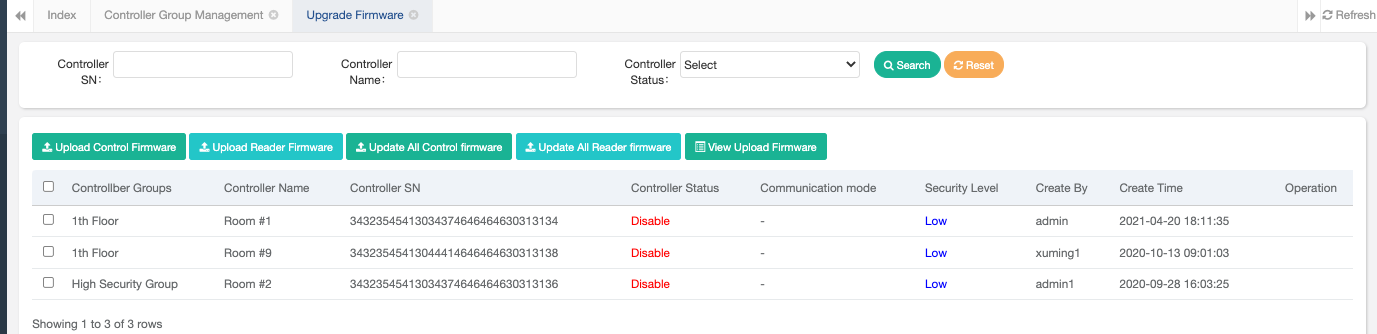 Index Controller Group Management Upgrade Firmware Refresh
Controller SN: Controller Name: Controller Status: Select Search Reset
Upload Control Firmware Upload Reader Firmware Update All Control firmware Update All Reader firmware View Upload Firmware
Controllber Groups Controller Name Controller SN Controller Status Communication mode Security Level Create By Create Time Operation
1th Floor Room #1 34323545413034374646464630313134 Disable - Low admin 2021-04-20 18:11:35
1th Floor Room #9 34323545413044414646464630313138 Disable - Low xuming1 2020-10-13 09:01:03
High Security Group Room #2 34323545413034374646464630313136 Disable - Low admin1 2020-09-28 16:03:25
Showing 1 to 3 of 3 rows